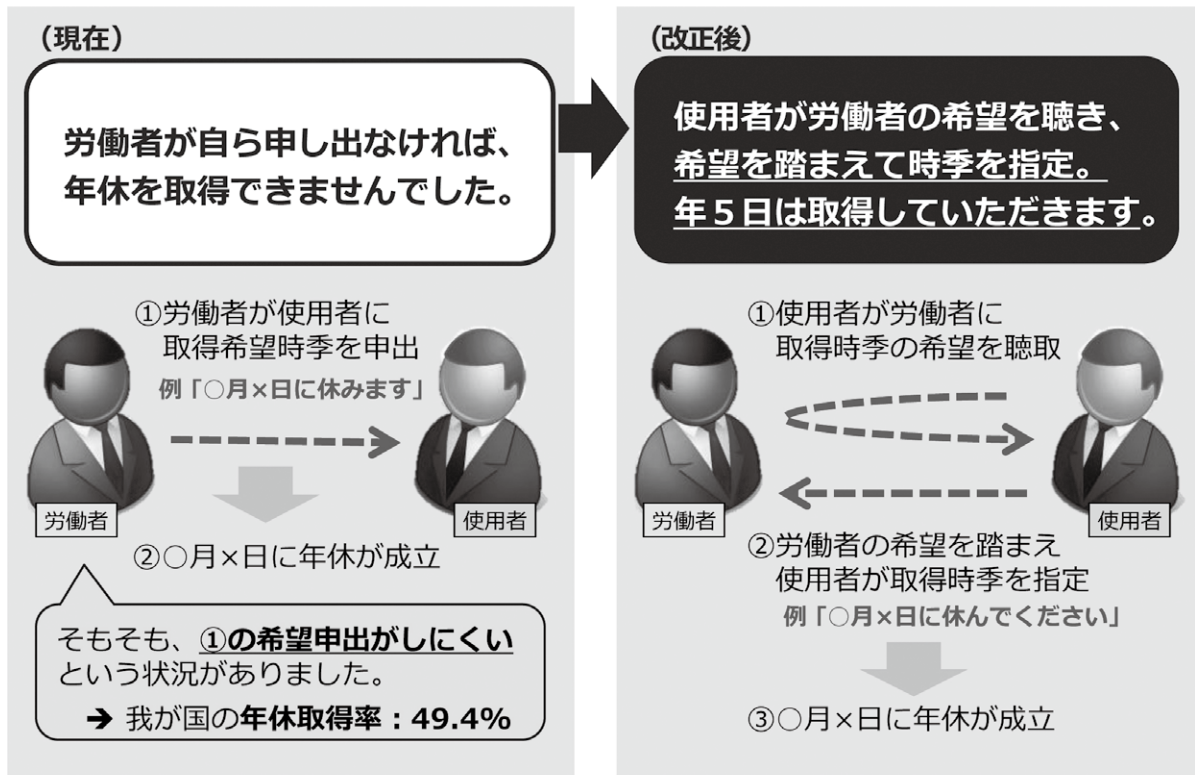 （現在）
労働者が自ら申し出なければ、
年休を取得できませんでした。
①労働者が使用者に
取得希望時季を申出
例「○月×日に休みます」
労働者
使用者
②○月×日に年休が成立
そもそも、①の希望申出がしにくい
という状況がありました。
➔ 我が国の年休取得率：49.4%
（改正後）
使用者が労働者の希望を聴き、
希望を踏まえて時季を指定。
年５日は取得していただきます。
①使用者が労働者に
取得時季の希望を聴取
労働者
使用者
②労働者の希望を踏まえ
使用者が取得時季を指定
例「○月×日に休んでください」
③○月×日に年休が成立